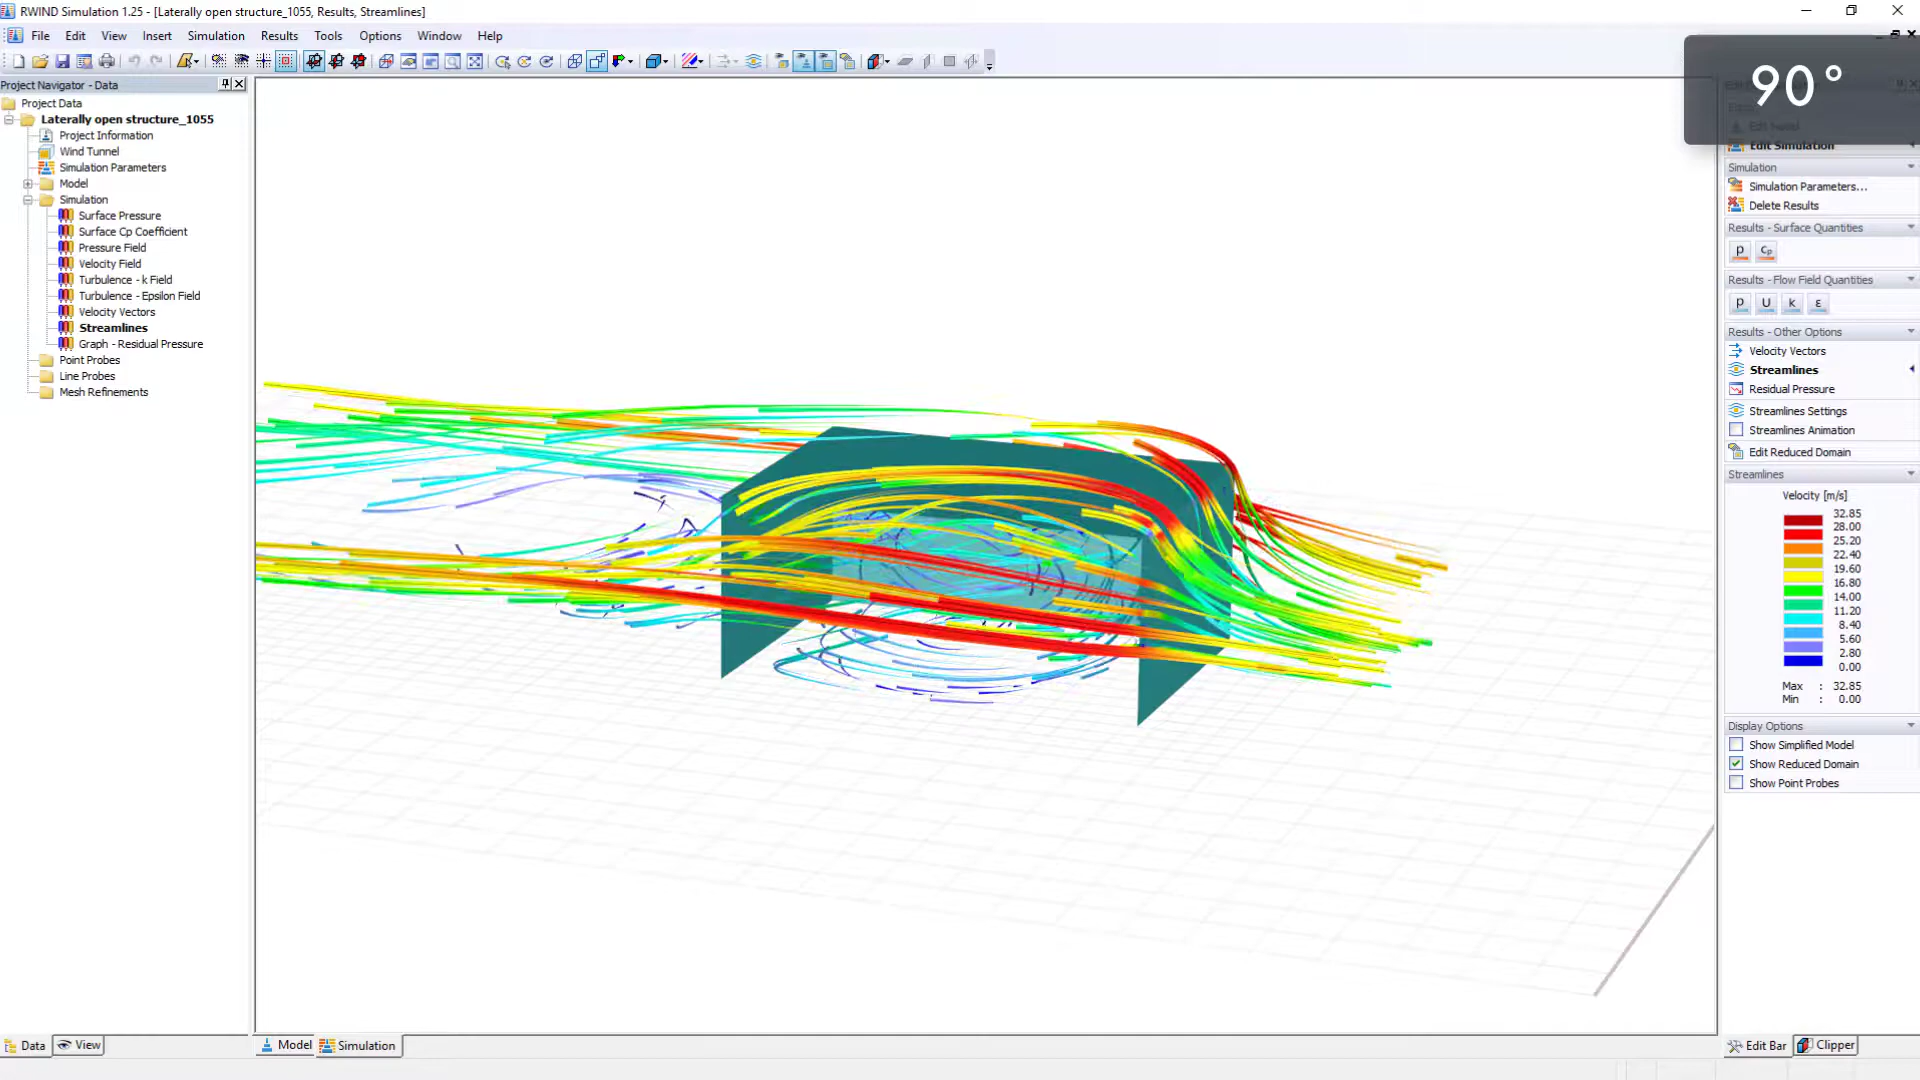 RWIND Simulation 1.25 - [Laterally open structure_1055, Results, Streamlines]
File Edit View Insert Simulation Results Tools Options Window Help
90°
Project Navigator - Data
Project Data
Laterally open structure_1055
Project Information
Wind Tunnel
Simulation Parameters
Model
Simulation
Surface Pressure
Surface Cp Coefficient
Pressure Field
Velocity Field
Turbulence - k Field
Turbulence - Epsilon Field
Velocity Vectors
Streamlines
Graph - Residual Pressure
Point Probes
Line Probes
Mesh Refinements
Edit Simulation
Simulation
Simulation Parameters...
Delete Results
Results - Surface Quantities
p Cp
Results - Flow Field Quantities
p U k ε
Results - Other Options
Velocity Vectors
Streamlines
Residual Pressure
Streamlines Settings
Streamlines Animation
Edit Reduced Domain
Streamlines
Velocity [m/s]
32.85
28.00
25.20
22.40
19.60
16.80
14.00
11.20
8.40
5.60
2.80
0.00
Max : 32.85
Min : 0.00
Display Options
Show Simplified Model
Show Reduced Domain
Show Point Probes
Data View
Model Simulation
Edit Bar Clipper